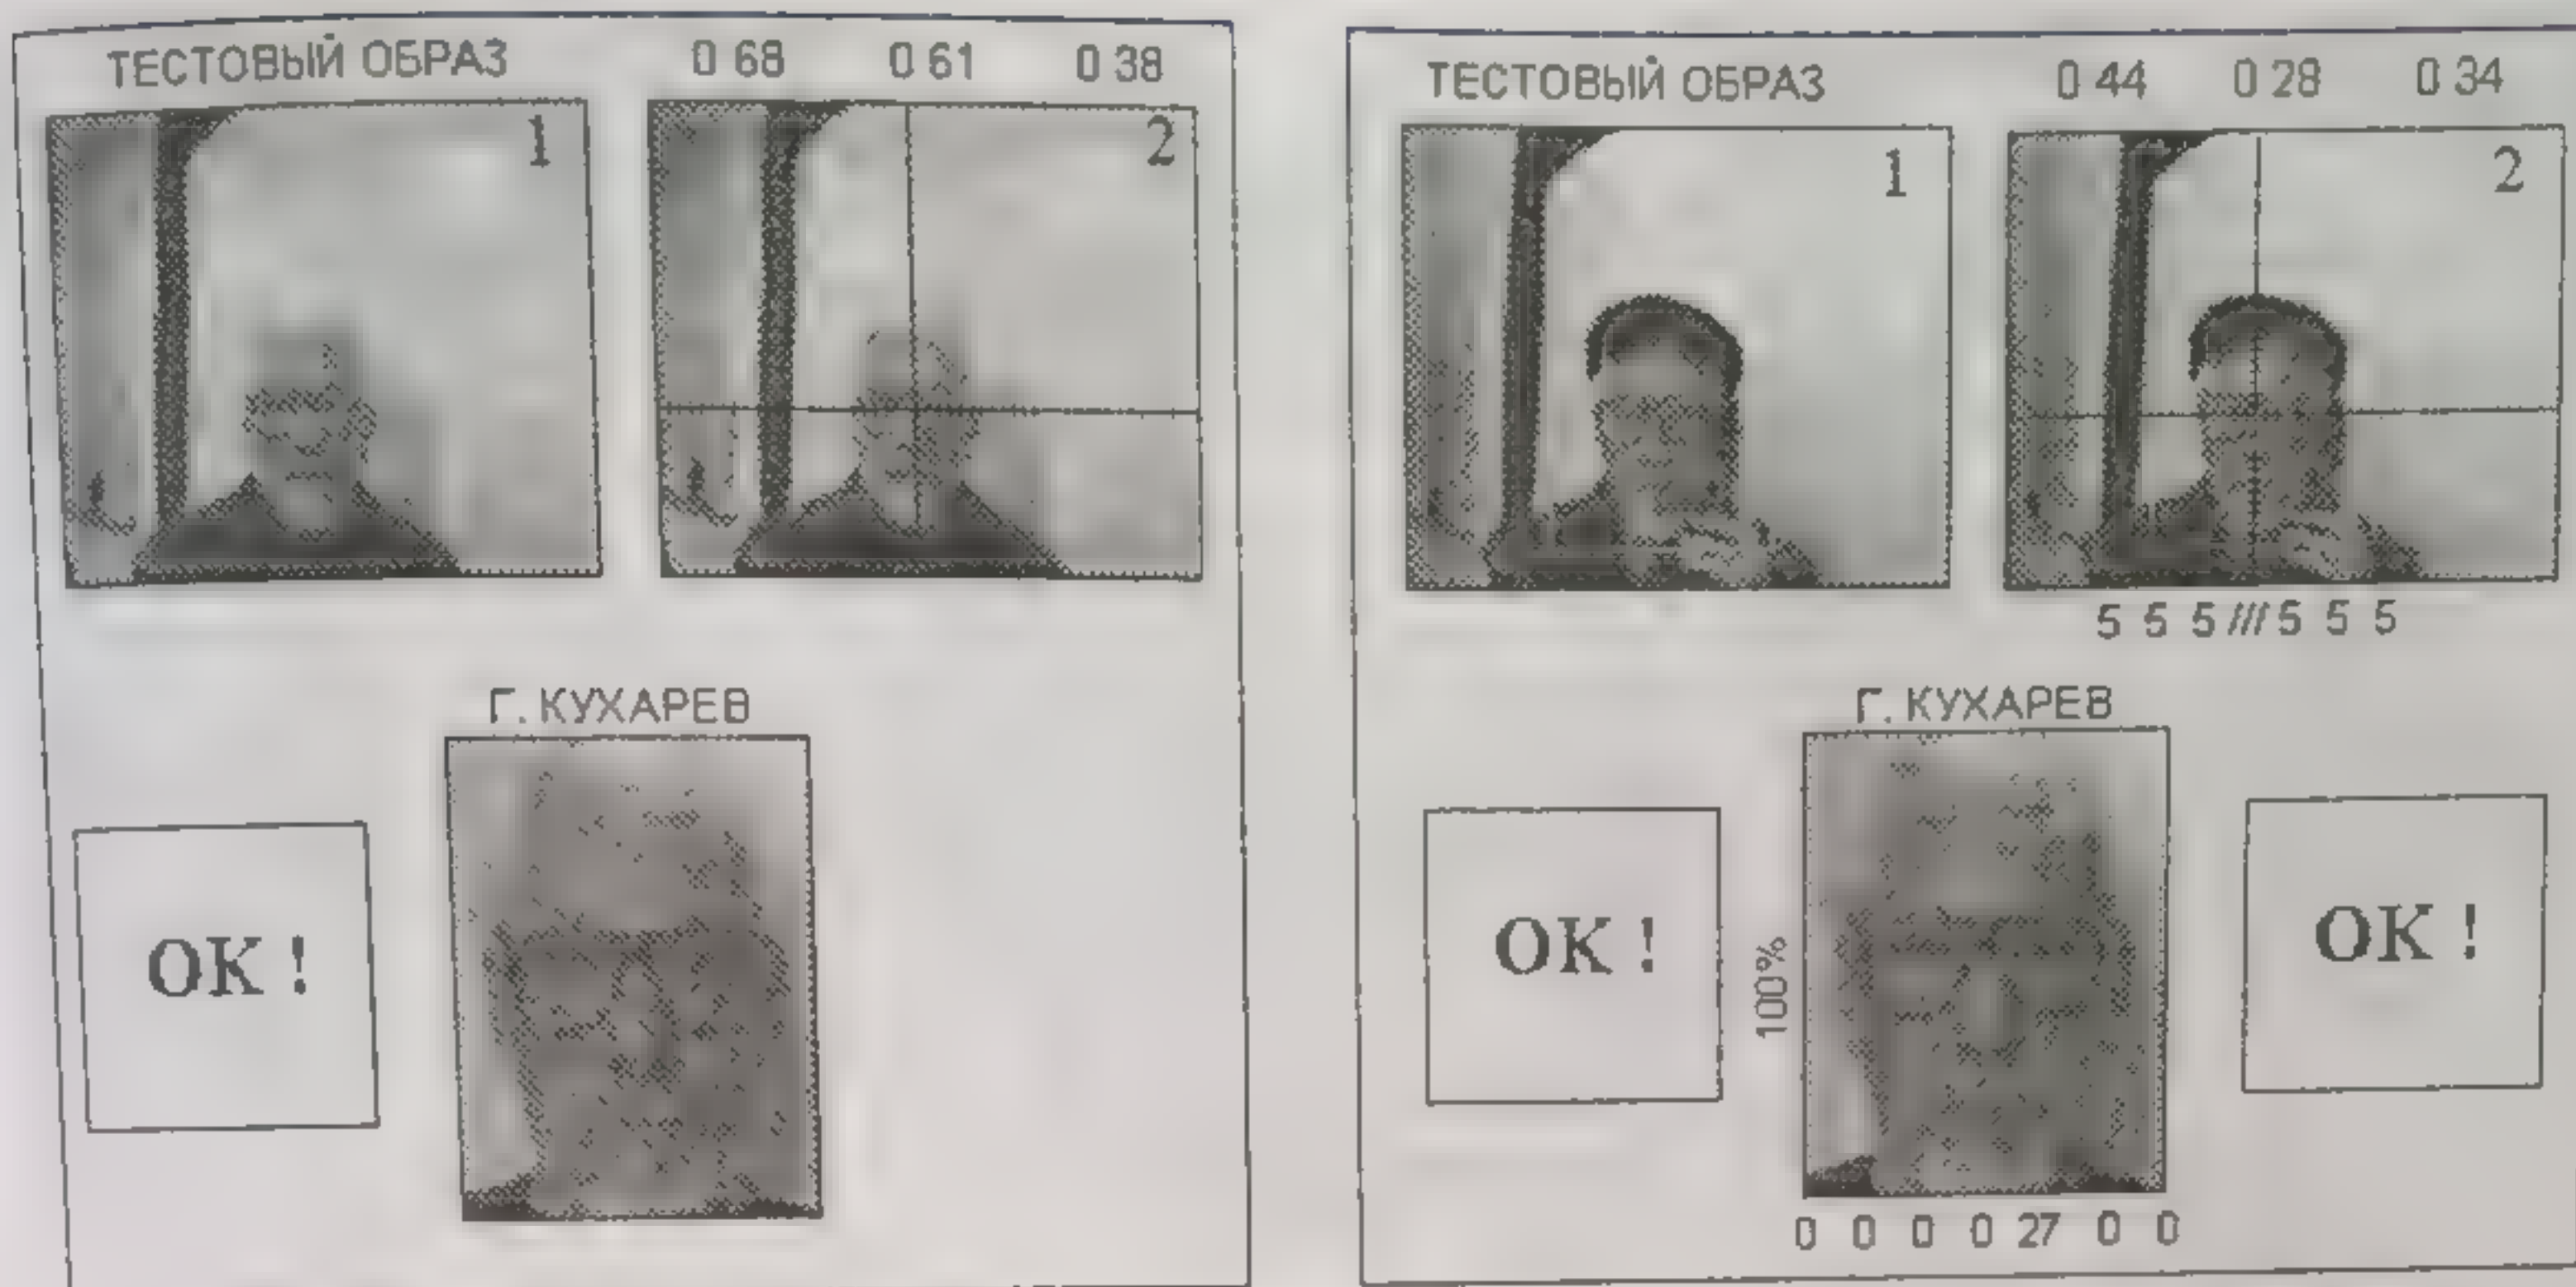 ТЕСТОВЫЙ ОБРАЗ 0 68 0 61 0 38
1
2
Г. КУХАРЕВ
OK !
ТЕСТОВЫЙ ОБРАЗ 0 44 0 28 0 34
1
2
5 5 5 /// 5 5 5
Г. КУХАРЕВ
OK !
100%
OK !
0 0 0 0 27 0 0